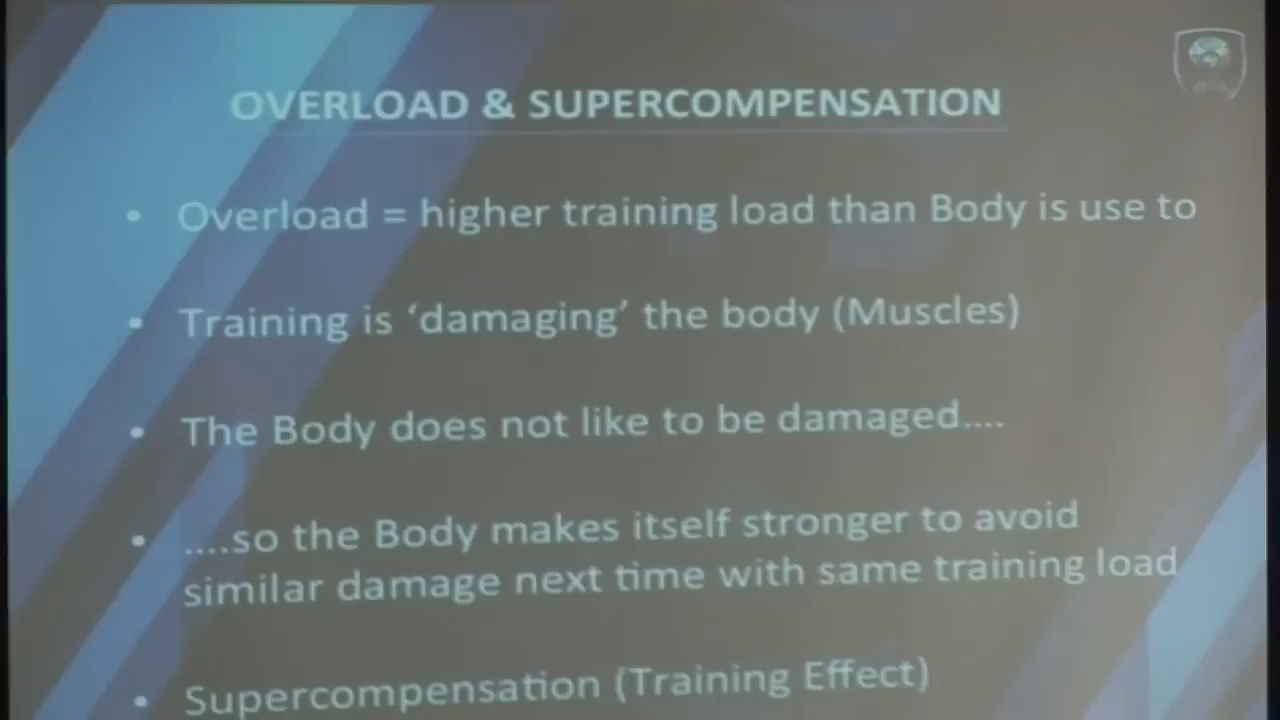 OVERLOAD & SUPERCOMPENSATION
• Overload = higher training load than Body is use to
• Training is ‘damaging’ the body (Muscles)
• The Body does not like to be damaged....
• ....so the Body makes itself stronger to avoid
similar damage next time with same training load
• Supercompensation (Training Effect)